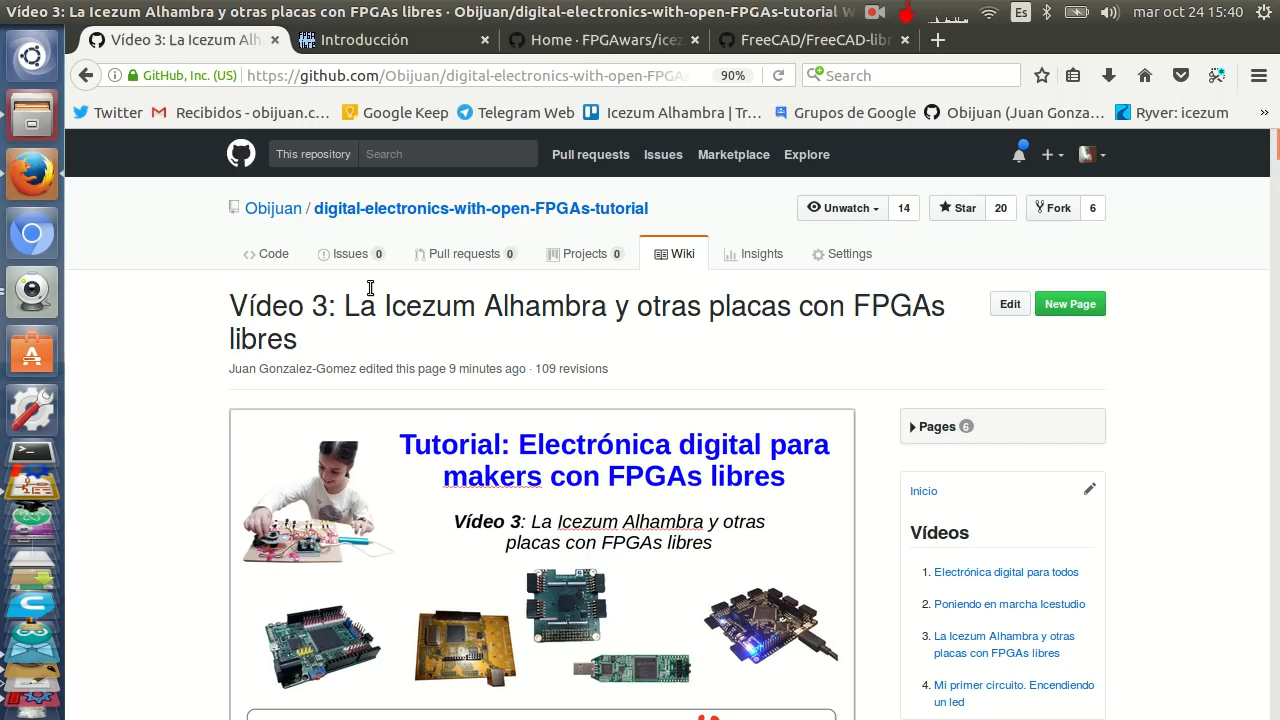 Vídeo 3: La Icezum Alhambra y otras placas con FPGAs libres · Obijuan/digital-electronics-with-open-FPGAs-tutorial W
Es
mar oct 24 15:40
Vídeo 3: La Icezum Alh
Introducción
Home · FPGAwars/icez
FreeCAD/FreeCAD-libr
GitHub, Inc. (US)
https://github.com/Obijuan/digital-electronics-with-open-FPGAs
90%
Search
Twitter
Recibidos - obijuan.c...
Google Keep
Telegram Web
Icezum Alhambra | Tr...
Grupos de Google
Obijuan (Juan Gonza...
Ryver: icezum
»
This repository
Search
Pull requests
Issues
Marketplace
Explore
Obijuan / digital-electronics-with-open-FPGAs-tutorial
Unwatch
14
Star
20
Fork
6
Code
Issues 0
Pull requests 0
Projects 0
Wiki
Insights
Settings
Vídeo 3: La Icezum Alhambra y otras placas con FPGAs
libres
Edit
New Page
Juan Gonzalez-Gomez edited this page 9 minutes ago · 109 revisions
Tutorial: Electrónica digital para
makers con FPGAs libres
Vídeo 3: La Icezum Alhambra y otras
placas con FPGAs libres
Pages 6
Inicio
Vídeos
1. Electrónica digital para todos
2. Poniendo en marcha Icestudio
3. La Icezum Alhambra y otras
placas con FPGAs libres
4. Mi primer circuito. Encendiendo
un led